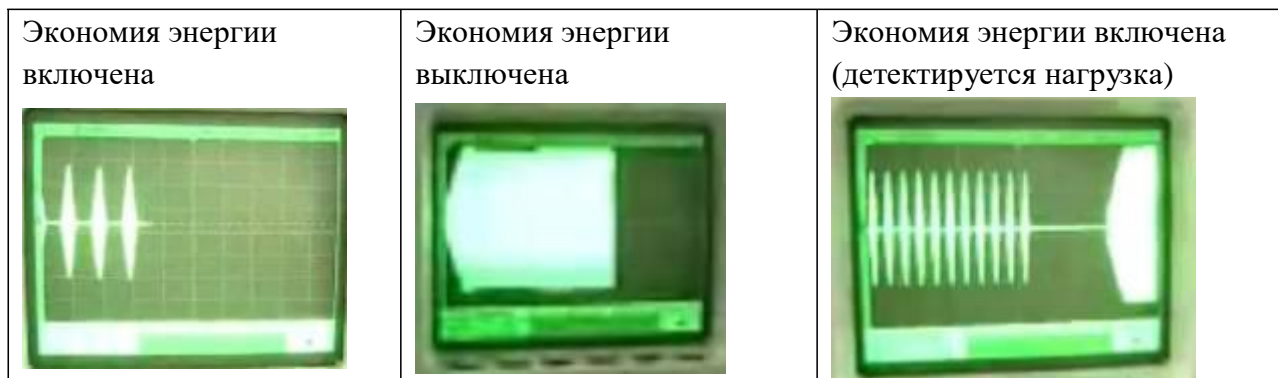 Экономия энергии
включена
Экономия энергии
выключена
Экономия энергии включена
(детектируется нагрузка)